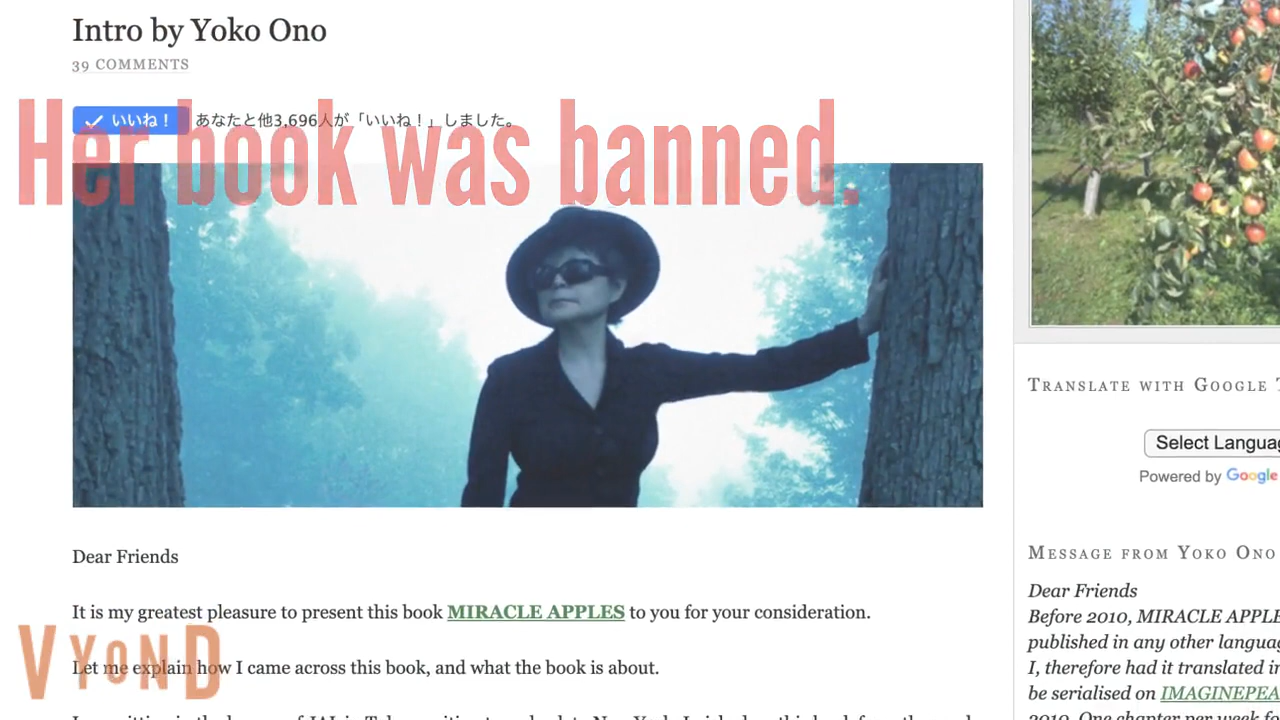 Intro by Yoko Ono
39 COMMENTS
いいね！ あなたと他3,696人が「いいね！」しました。
Her book was banned.
Dear Friends
It is my greatest pleasure to present this book MIRACLE APPLES to you for your consideration.
Let me explain how I came across this book, and what the book is about.
VYOND
TRANSLATE WITH GOOGLE
Select Langua
Powered by Google
MESSAGE FROM YOKO ONO
Dear Friends
Before 2010, MIRACLE APPLE
published in any other langua
I, therefore had it translated i
be serialised on IMAGINEPEA